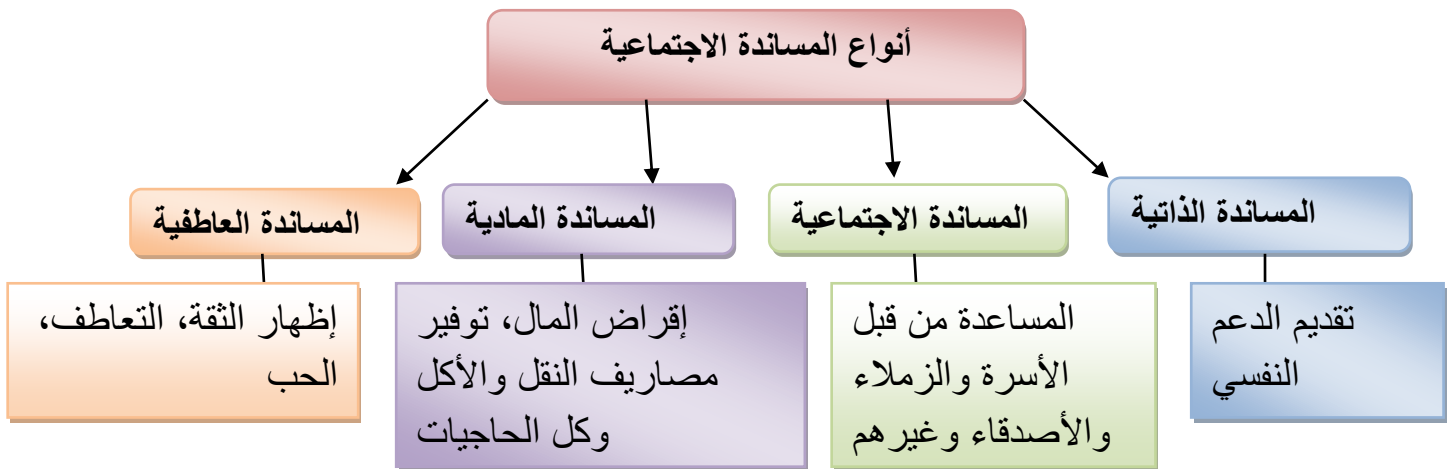 أنواع المساندة الاجتماعية
المساندة الذاتية
المساندة الاجتماعية
المساندة المادية
المساندة العاطفية
تقديم الدعم
النفسي
المساعدة من قبل
الأسرة والزملاء
والأصدقاء وغيرهم
إقراض المال، توفير
مصاريف النقل والأكل
وكل الحاجيات
إظهار الثقة، التعاطف،
الحب